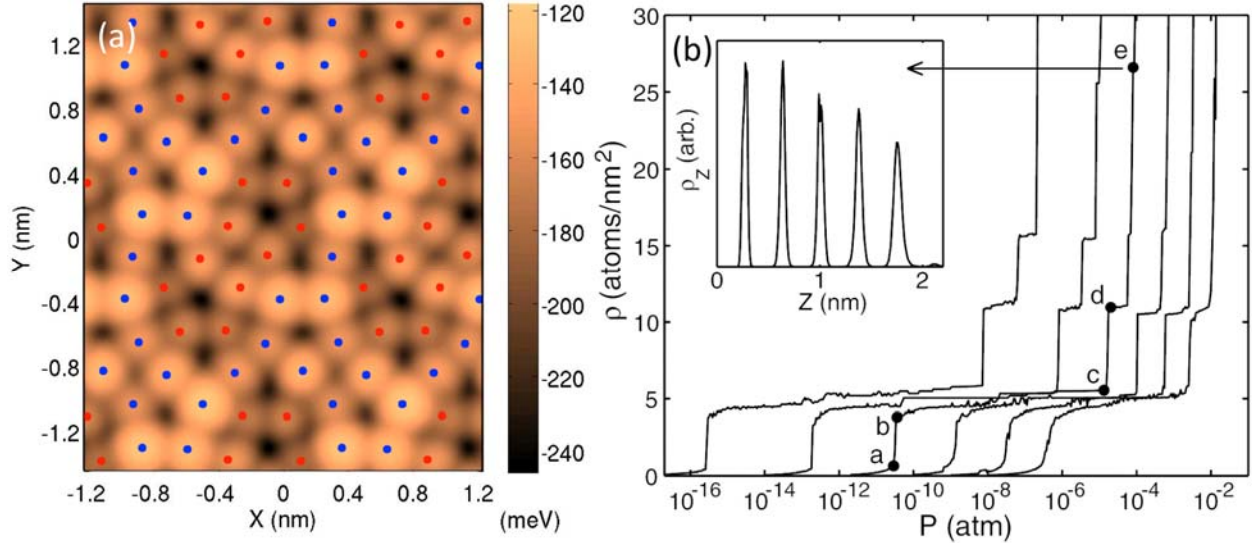 (a)
1.2
0.8
0.4
0
-0.4
-0.8
-1.2
Y (nm)
-1.2 -0.8 -0.4 0 0.4 0.8 1.2
X (nm)
-120
-140
-160
-180
-200
-220
-240
(meV)
(b)
30
25
20
15
10
5
0
ρ (atoms/nm²)
10⁻¹⁶ 10⁻¹⁴ 10⁻¹² 10⁻¹⁰ 10⁻⁸ 10⁻⁶ 10⁻⁴ 10⁻²
P (atm)
ρ_Z (arb.)
0 1 2
Z (nm)
e
d
c
b
a